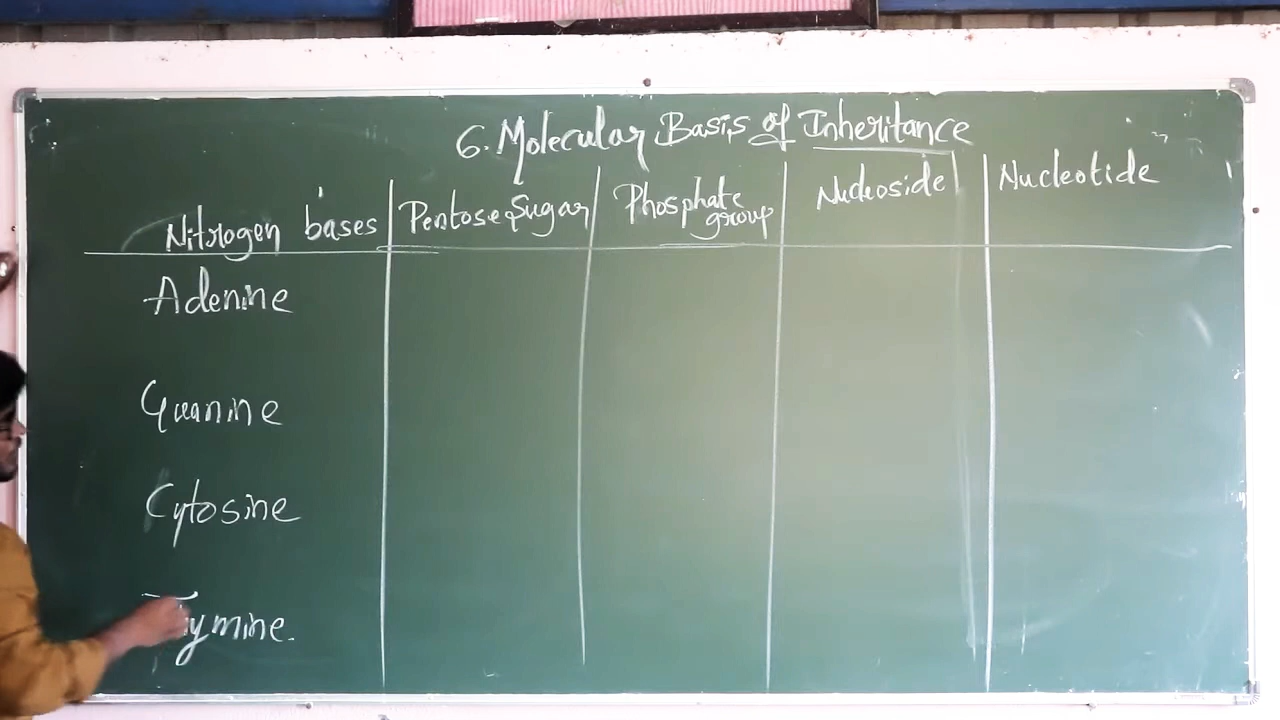 6. Molecular Basis of Inheritance
Nitrogen bases
Pentose Sugar
Phosphate
group
Nucleoside
Nucleotide
Adenine
Guanine
Cytosine